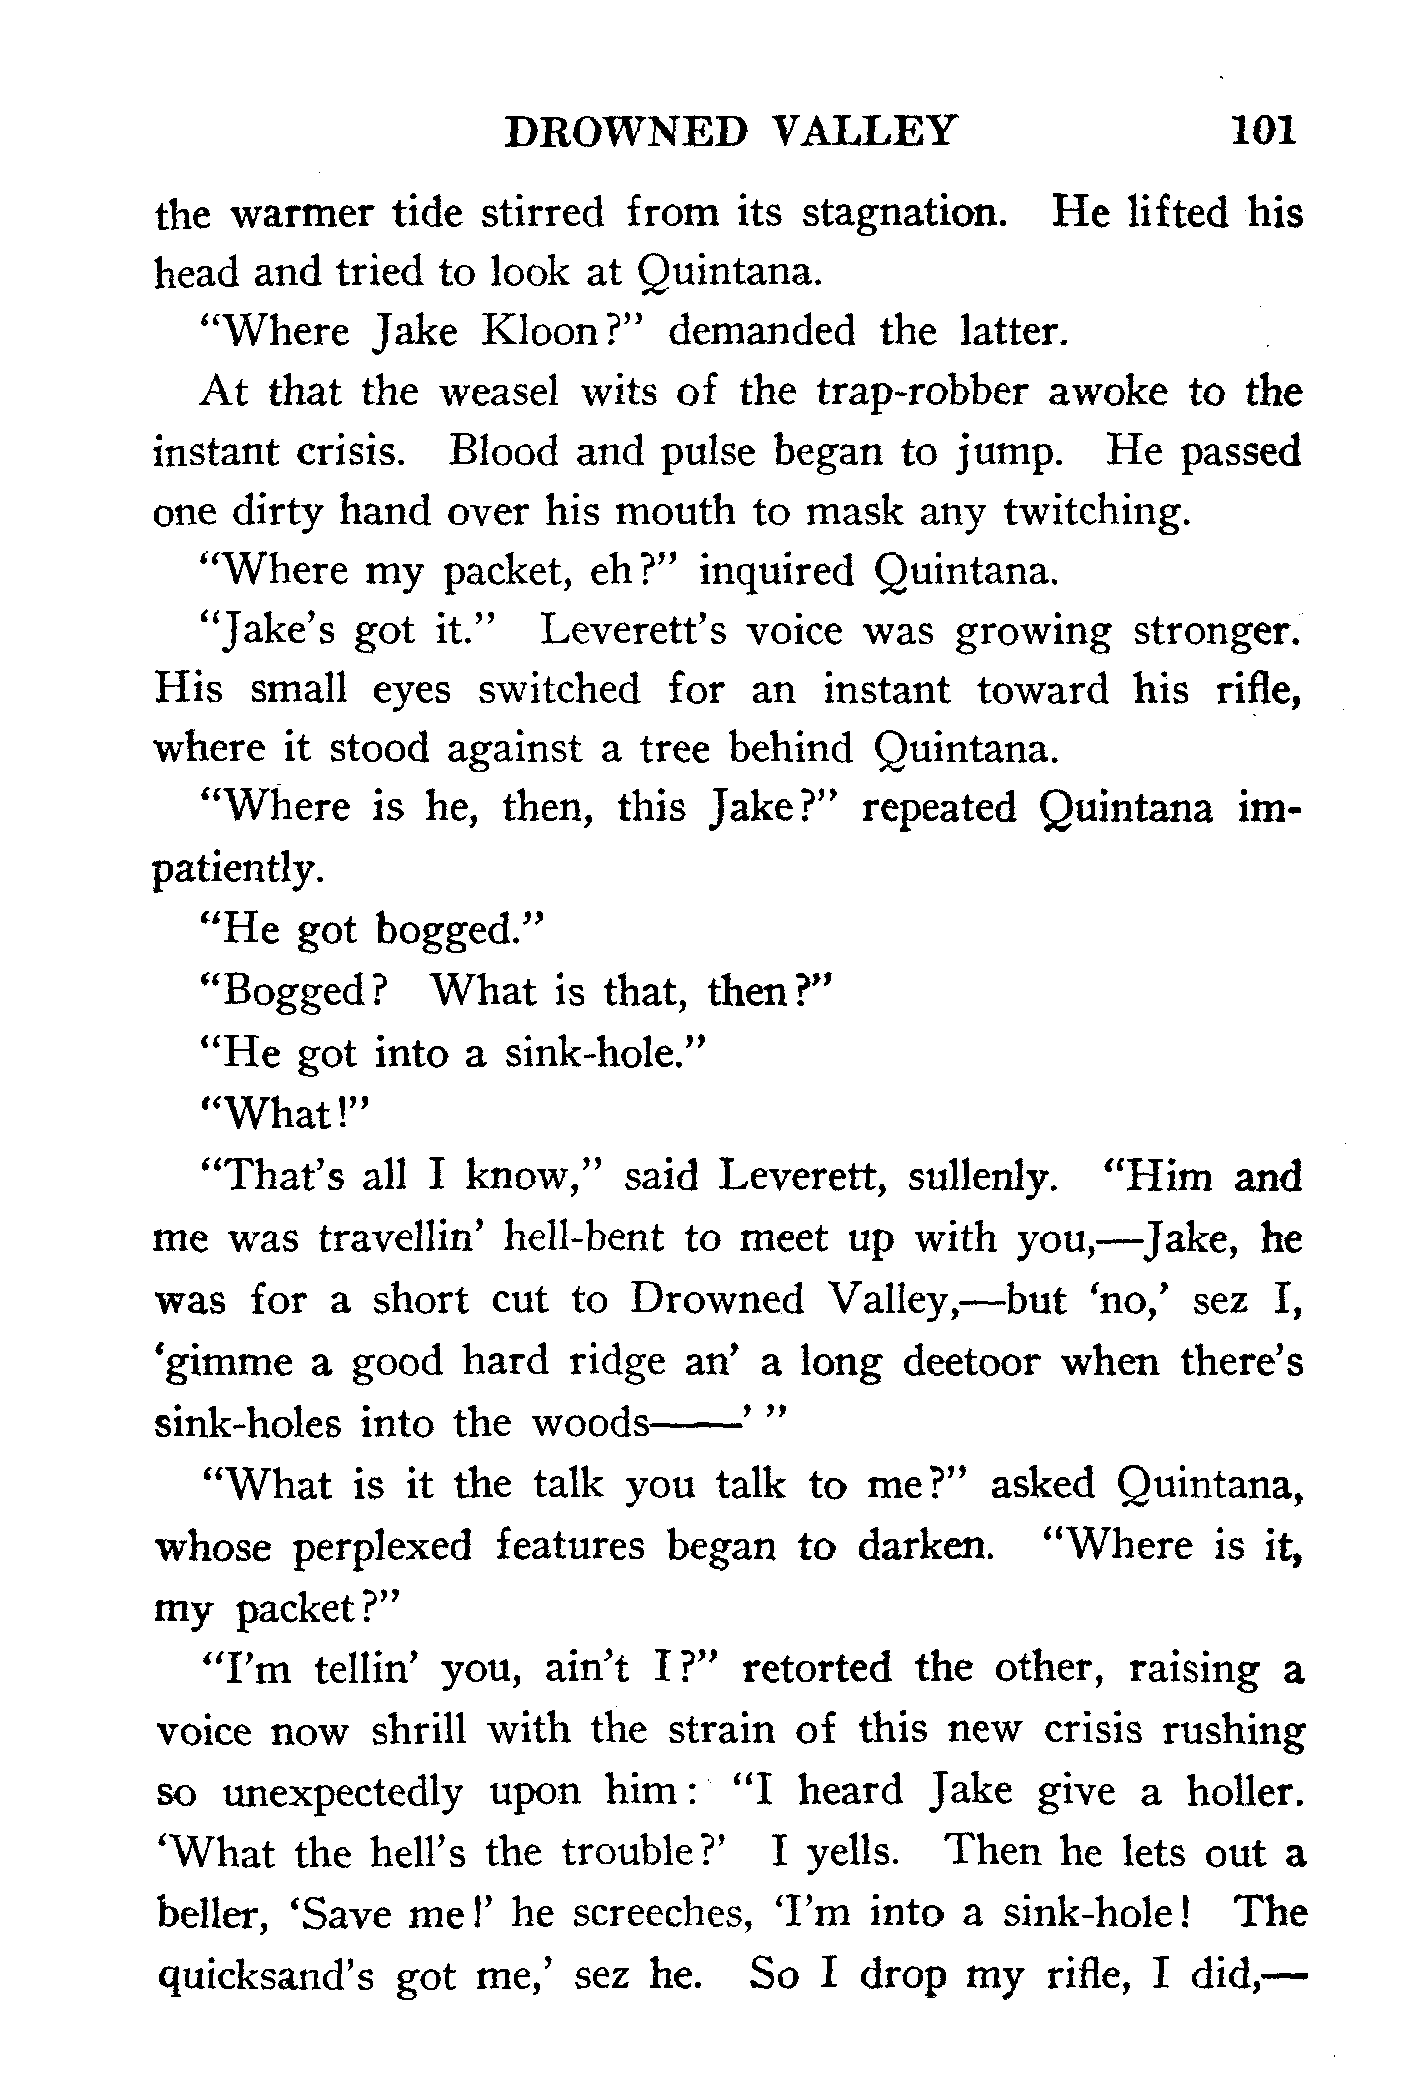 DROWNED VALLEY 101
the warmer tide stirred from its stagnation. He lifted his
head and tried to look at Quintana.
“Where Jake Kloon?” demanded the latter.
At that the weasel wits of the trap-robber awoke to the
instant crisis. Blood and pulse began to jump. He passed
one dirty hand over his mouth to mask any twitching.
“Where my packet, eh?” inquired Quintana.
“Jake’s got it.” Leverett’s voice was growing stronger.
His small eyes switched for an instant toward his rifle,
where it stood against a tree behind Quintana.
“Where is he, then, this Jake?” repeated Quintana im-
patiently.
“He got bogged.”
“Bogged? What is that, then?”
“He got into a sink-hole.”
“What!”
“That’s all I know,” said Leverett, sullenly. “Him and
me was travellin’ hell-bent to meet up with you,—Jake, he
was for a short cut to Drowned Valley,—but ‘no,’ sez I,
‘gimme a good hard ridge an’ a long deetoor when there’s
sink-holes into the woods——’ ”
“What is it the talk you talk to me?” asked Quintana,
whose perplexed features began to darken. “Where is it,
my packet?”
“I’m tellin’ you, ain’t I?” retorted the other, raising a
voice now shrill with the strain of this new crisis rushing
so unexpectedly upon him: “I heard Jake give a holler.
‘What the hell’s the trouble?’ I yells. Then he lets out a
beller, ‘Save me!’ he screeches, ‘I’m into a sink-hole! The
quicksand’s got me,’ sez he. So I drop my rifle, I did,—